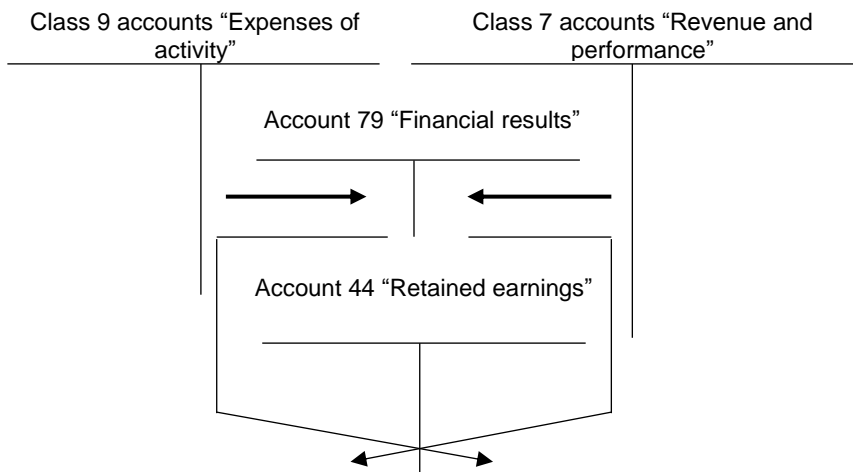 Class 9 accounts “Expenses of
activity”
Class 7 accounts “Revenue and
performance”
Account 79 “Financial results”
Account 44 “Retained earnings”